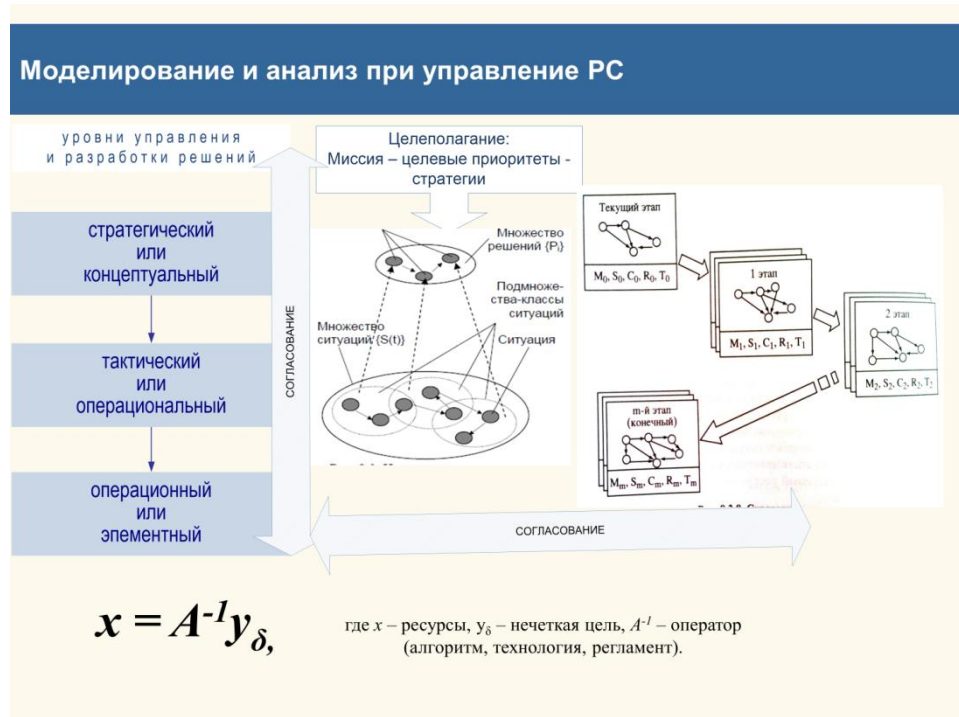 Моделирование и анализ при управление РС
уровни управления
и разработки решений
стратегический
или
концептуальный
тактический
или
операциональный
операционный
или
элементный
СОГЛАСОВАНИЕ
Целеполагание:
Миссия – целевые приоритеты -
стратегии
Множество
решений {Pᵢ}
Подмноже-
ства-классы
ситуаций
Множество
ситуаций {S(t)}
Ситуация
Текущий этап
M₀, S₀, C₀, R₀, T₀
1 этап
M₁, S₁, C₁, R₁, T₁
2 этап
M₂, S₂, C₂, R₂, T₂
m-й этап
(конечный)
Mₘ, Sₘ, Cₘ, Rₘ, Tₘ
СОГЛАСОВАНИЕ
x = A⁻¹y_δ,
где x – ресурсы, y_δ – нечеткая цель, A⁻¹ – оператор
(алгоритм, технология, регламент).